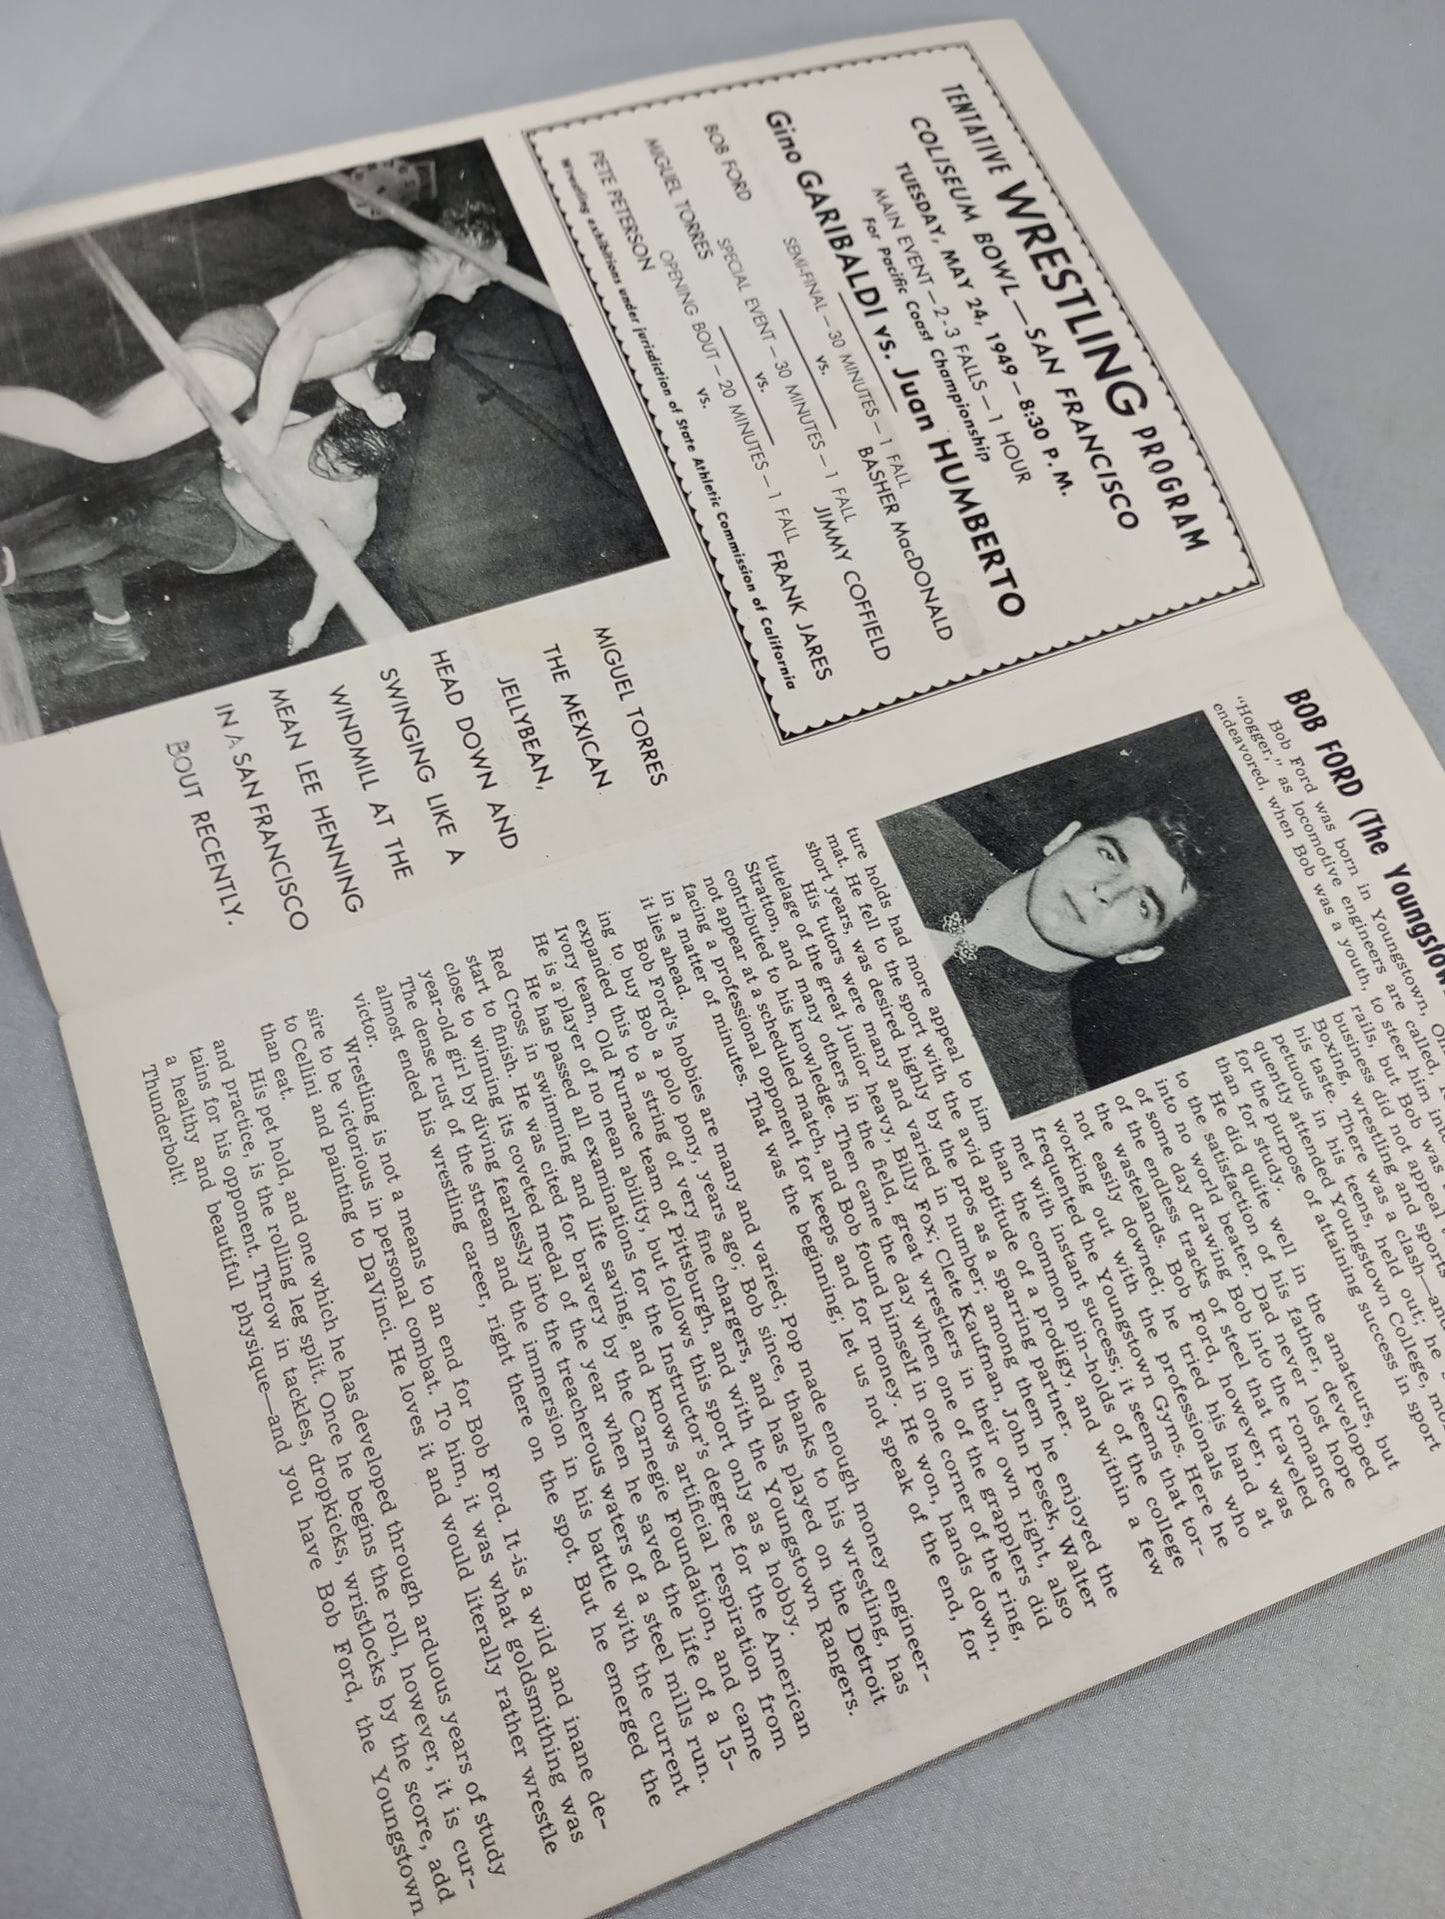 TENTATIVE WRESTLING PROGRAM
COLISEUM BOWL — SAN FRANCISCO
TUESDAY, MAY 24, 1949 — 8:30 P. M.
MAIN EVENT — 2-3 FALLS — 1 HOUR
For Pacific Coast Championship
Gino GARIBALDI vs. Juan HUMBERTO
SEMI-FINAL — 30 MINUTES — 1 FALL
BOB FORD vs. BASHER MacDONALD
SPECIAL EVENT — 30 MINUTES — 1 FALL
MIGUEL TORRES vs. JIMMY COFFIELD
OPENING BOUT — 20 MINUTES — 1 FALL
PETE PETERSON vs. FRANK JARES
Wrestling exhibitions under jurisdiction of State Athletic Commission of California
MIGUEL TORRES
THE MEXICAN
JELLYBEAN,
HEAD DOWN AND
SWINGING LIKE A
WINDMILL AT THE
MEAN LEE HENNING
IN A SAN FRANCISCO
BOUT RECENTLY.
BOB FORD (The Youngstown
Bob Ford was born in Youngstown,
"Hogger," as locomotive engineers are called,
endeavored, when Bob was a youth, to steer him into
rails, but Bob was
business did not appeal
Boxing, wrestling and sports
his taste. There was a clash—and
petuous in his teens, held out; he
quently attended Youngstown College,
for the purpose of attaining success in sport
than for study.
He did quite well in the amateurs, but
to the satisfaction of his father, developed
into no world beater. Dad never lost hope
of some day drawing Bob into the romance
of the endless tracks of steel that traveled
the wastelands. Bob Ford, however, was
not easily downed; he tried his hand at
working out with the professionals who
frequented the Youngstown Gyms. Here he
met with instant success; it seems that tor-
ture holds had more appeal to him than the common pin-holds of the college
mat. He fell to the sport with the avid aptitude of a prodigy, and within a few
short years, was desired highly by the pros as a sparring partner.
His tutors were many and varied in number; among them he enjoyed the
tutelage of the great junior heavy, Billy Fox; Clete Kaufman, John Pesek, Walter
Stratton, and many others in the field, great wrestlers in their own right, also
contributed to his knowledge. Then came the day when one of the grapplers did
not appear at a scheduled match, and Bob found himself in one corner of the ring,
facing a professional opponent for keeps and for money. He won, hands down,
in a matter of minutes. That was the beginning; let us not speak of the end, for
it lies ahead.
Bob Ford's hobbies are many and varied; Pop made enough money engineer-
ing to buy Bob a polo pony, years ago; Bob since, thanks to his wrestling, has
expanded this to a string of very fine chargers, and has played on the Detroit
Ivory team, Old Furnace team of Pittsburgh, and with the Youngstown Rangers.
He is a player of no mean ability, but follows this sport only as a hobby.
He has passed all examinations for the Instructor's degree for the American
Red Cross in swimming and life saving, and knows artificial respiration from
start to finish. He was cited for bravery by the Carnegie Foundation, and came
close to winning its coveted medal of the year when he saved the life of a 15-
year-old girl by diving fearlessly into the treacherous waters of a steel mills run.
The dense rust of the stream and the immersion in his battle with the current
almost ended his wrestling career, right there on the spot. But he emerged the
victor.
Wrestling is not a means to an end for Bob Ford. It is a wild and inane de-
sire to be victorious in personal combat. To him, it was what goldsmithing was
to Cellini and painting to DaVinci. He loves it and would literally rather wrestle
than eat.
His pet hold, and one which he has developed through arduous years of study
and practice, is the rolling leg split. Once he begins the roll, however, it is cur-
tains for his opponent. Throw in tackles, dropkicks, wristlocks by the score, add
a healthy and beautiful physique—and you have Bob Ford, the Youngstown
Thunderbolt!